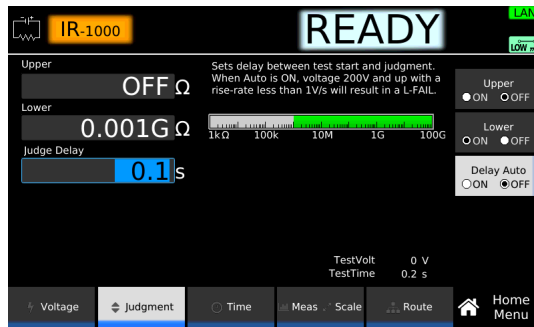 IR-1000
READY
LAN
LOW
Upper
OFF Ω
Sets delay between test start and judgment.
When Auto is ON, voltage 200V and up with a
rise-rate less than 1V/s will result in a L-FAIL.
Lower
0.001G Ω
1kΩ 100k 10M 1G 100G
Judge Delay
0.1 s
Upper
ON OFF
Lower
ON OFF
Delay Auto
ON OFF
TestVolt 0 V
TestTime 0.2 s
Voltage
Judgment
Time
Meas. Scale
Route
Home
Menu